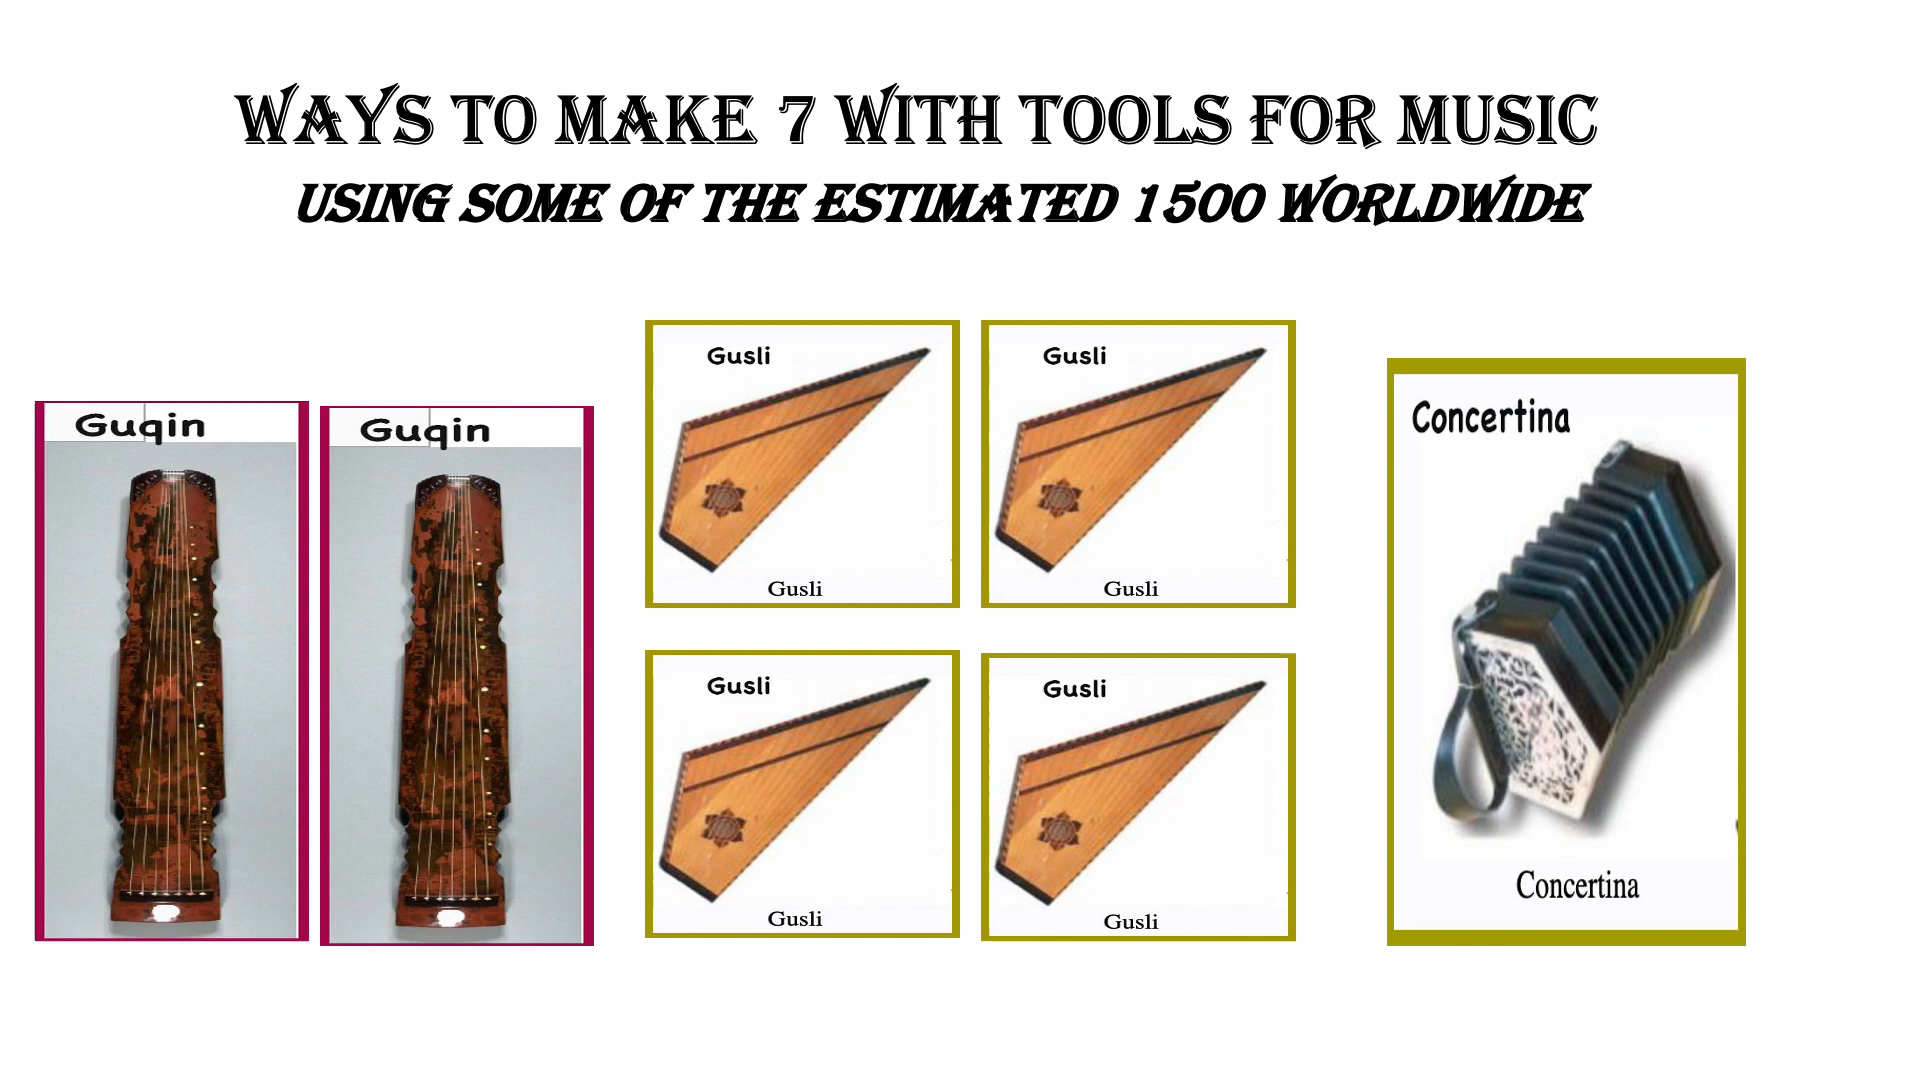 WAYS TO MAKE 7 WITH TOOLS FOR MUSIC
USING SOME OF THE ESTIMATED 1500 WORLDWIDE
Guqin
Guqin
Gusli
Gusli
Gusli
Gusli
Gusli
Gusli
Gusli
Gusli
Concertina
Concertina